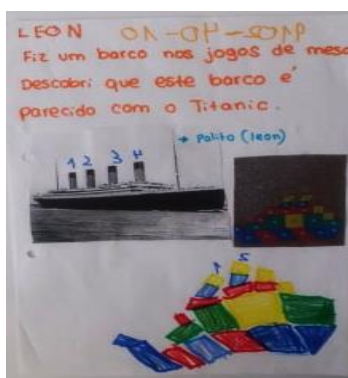 LEON
Fiz um barco nos jogos de mesa
Descobri que este barco é
parecido com o Titanic.
→ Palito (leon)
1 2 3 4
1 5